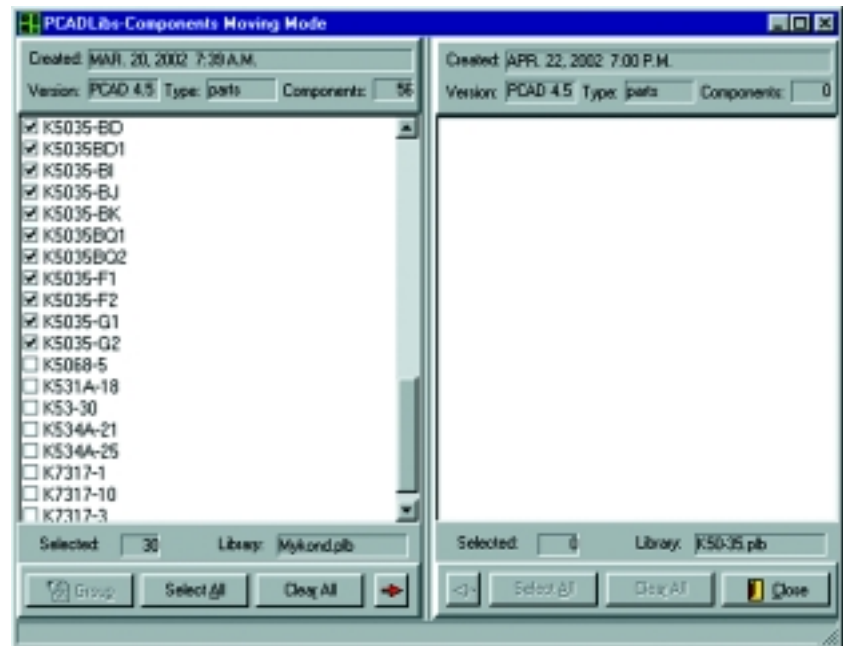 PCADLibs-Components Moving Mode
Created: MAR. 20, 2002 7:39 A.M.
Version: PCAD 4.5 Type: parts Components: 56
K5035-BD
K5035BD1
K5035-BI
K5035-BJ
K5035-BK
K5035BQ1
K5035BQ2
K5035-F1
K5035-F2
K5035-G1
K5035-G2
K5068-5
K531A-18
K53-30
K534A-21
K534A-25
K7317-1
K7317-10
K7317-3
Selected: 30 Library: Mykond.plb
Group Select All Clear All
Created: APR. 22, 2002 7:00 P.M.
Version: PCAD 4.5 Type: parts Components: 0
Selected: 0 Library: K50-35.plb
Select All Clear All Close